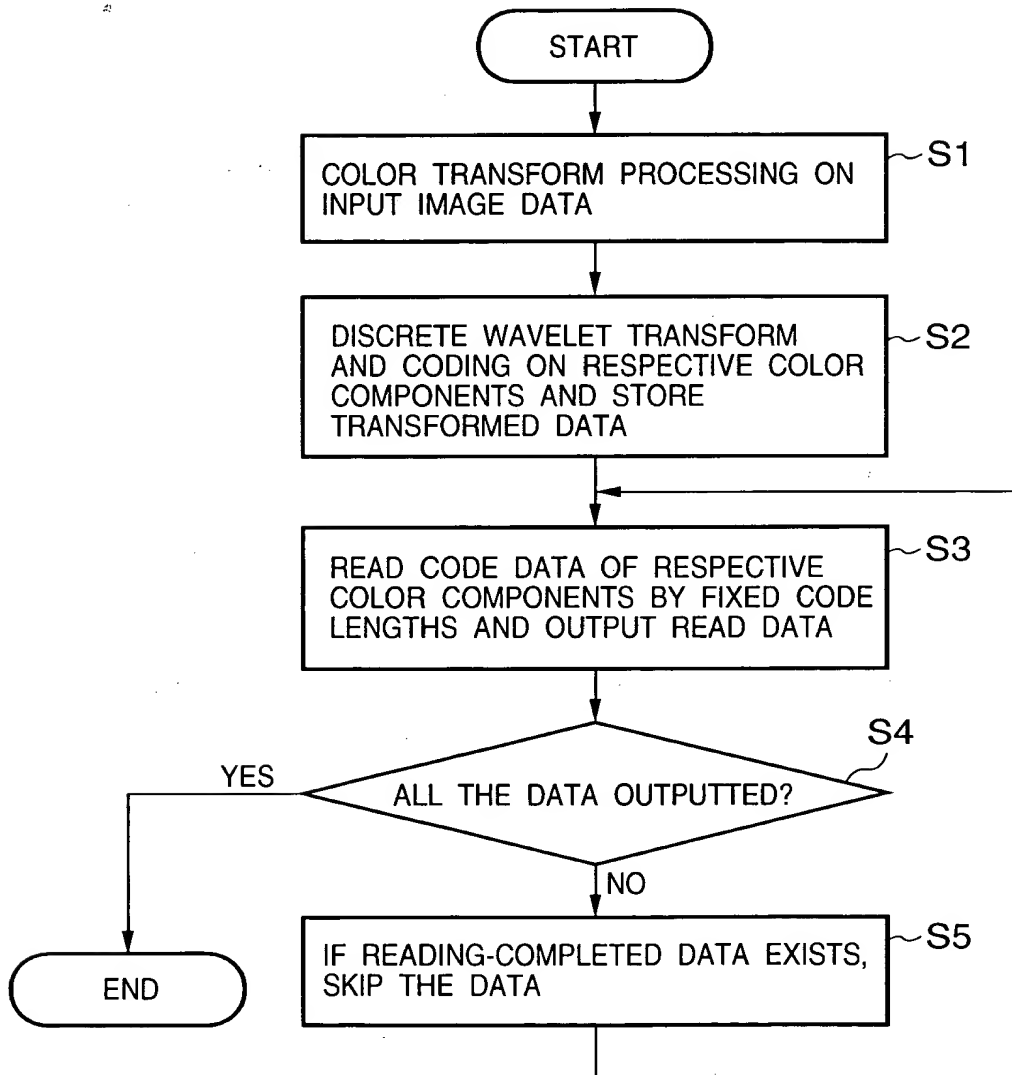 START
COLOR TRANSFORM PROCESSING ON
INPUT IMAGE DATA
S1
DISCRETE WAVELET TRANSFORM
AND CODING ON RESPECTIVE COLOR
COMPONENTS AND STORE
TRANSFORMED DATA
S2
READ CODE DATA OF RESPECTIVE
COLOR COMPONENTS BY FIXED CODE
LENGTHS AND OUTPUT READ DATA
S3
ALL THE DATA OUTPUTTED?
S4
YES
NO
IF READING-COMPLETED DATA EXISTS,
SKIP THE DATA
S5
END